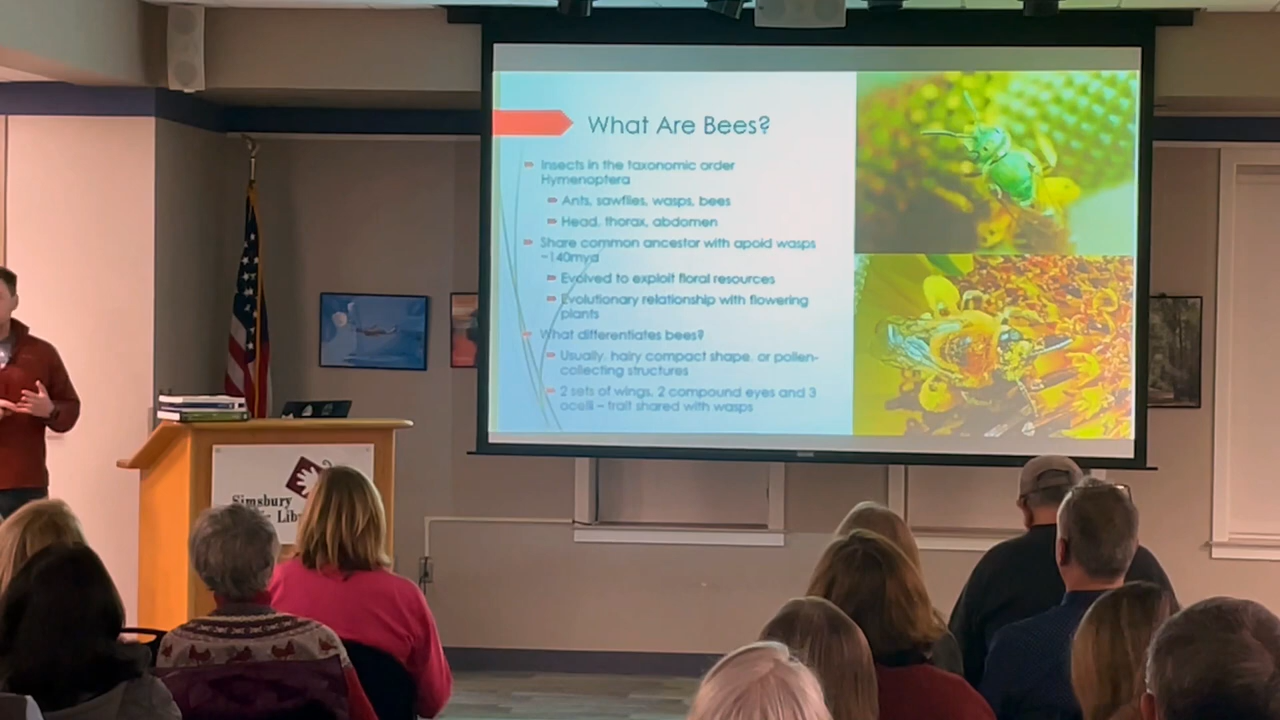 What Are Bees?
Insects in the taxonomic order
Hymenoptera
Ants, sawflies, wasps, bees
Head, thorax, abdomen
Share common ancestor with apoid wasps
~140mya
Evolved to exploit floral resources
Evolutionary relationship with flowering
plants
What differentiates bees?
Usually, hairy compact shape, or pollen-
collecting structures
2 sets of wings, 2 compound eyes and 3
ocelli – trait shared with wasps
Simsbury